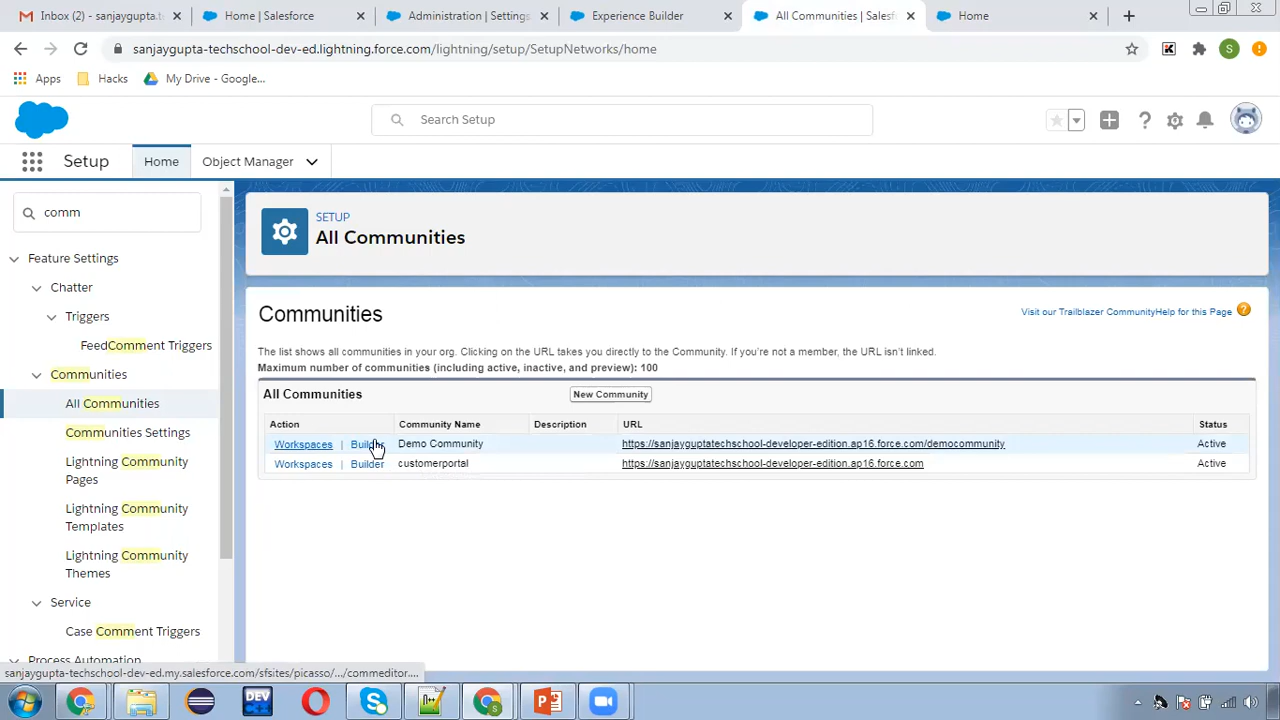 Inbox (2) - sanjaygupta.tec
Home | Salesforce
Administration | Settings
Experience Builder
All Communities | Salesf
Home
sanjaygupta-techschool-dev-ed.lightning.force.com/lightning/setup/SetupNetworks/home
S
Apps
Hacks
My Drive - Google...
Search Setup
Setup
Home
Object Manager
comm
Feature Settings
Chatter
Triggers
FeedComment Triggers
Communities
All Communities
Communities Settings
Lightning Community
Pages
Lightning Community
Templates
Lightning Community
Themes
Service
Case Comment Triggers
Process Automation
SETUP
All Communities
Communities
Visit our Trailblazer Community
Help for this Page
The list shows all communities in your org. Clicking on the URL takes you directly to the Community. If you're not a member, the URL isn't linked.
Maximum number of communities (including active, inactive, and preview): 100
All Communities
New Community
Action Community Name Description URL Status
Workspaces | Builder Demo Community https://sanjayguptatechschool-developer-edition.ap16.force.com/democommunity Active
Workspaces | Builder customerportal https://sanjayguptatechschool-developer-edition.ap16.force.com Active
sanjaygupta-techschool-dev-ed.my.salesforce.com/sfsites/picasso/.../commeditor....
DEV
C++